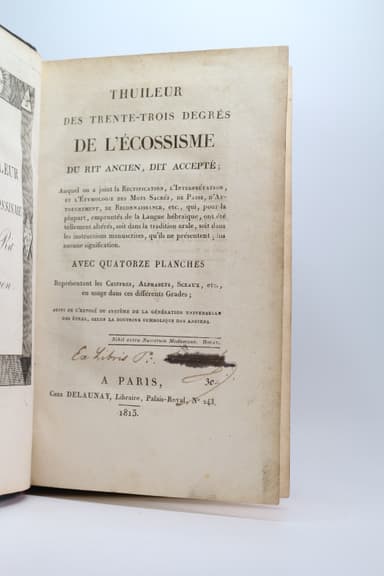 THUILEUR
DES TRENTE-TROIS DEGRÉS
DE L'ÉCOSSISME
DU RIT ANCIEN, DIT ACCEPTÉ;
Auquel on a joint la Rectification, l'Interprétation,
et l'Étymologie des Mots Sacrés, de Passe, d'At-
touchement, de Reconnaissance, etc., qui, pour la
plupart, empruntés de la Langue hébraïque, ont été
tellement altérés, soit dans la tradition orale, soit dans
les instructions manuscrites, qu'ils ne présentent plus
aucune signification.
AVEC QUATORZE PLANCHES
Représentant les Chiffres, Alphabets, Sceaux, etc.,
en usage dans ces différents Grades;
SUIVI DE L'EXPOSÉ DU SYSTÈME DE LA GÉNÉRATION UNIVERSELLE
DES ÊTRES, SELON LA DOCTRINE SYMBOLIQUE DES ANCIENS.
Ex Libris
A PARIS,
Chez DELAUNAY, Libraire, Palais-Royal, N° 243.
1813.